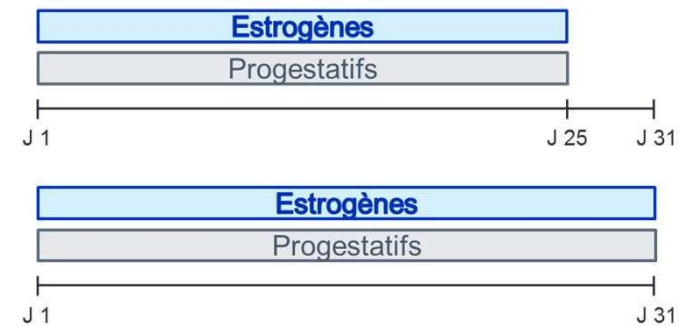 Estrogènes
Progestatifs
J 1 J 25 J 31
Estrogènes
Progestatifs
J 1 J 31